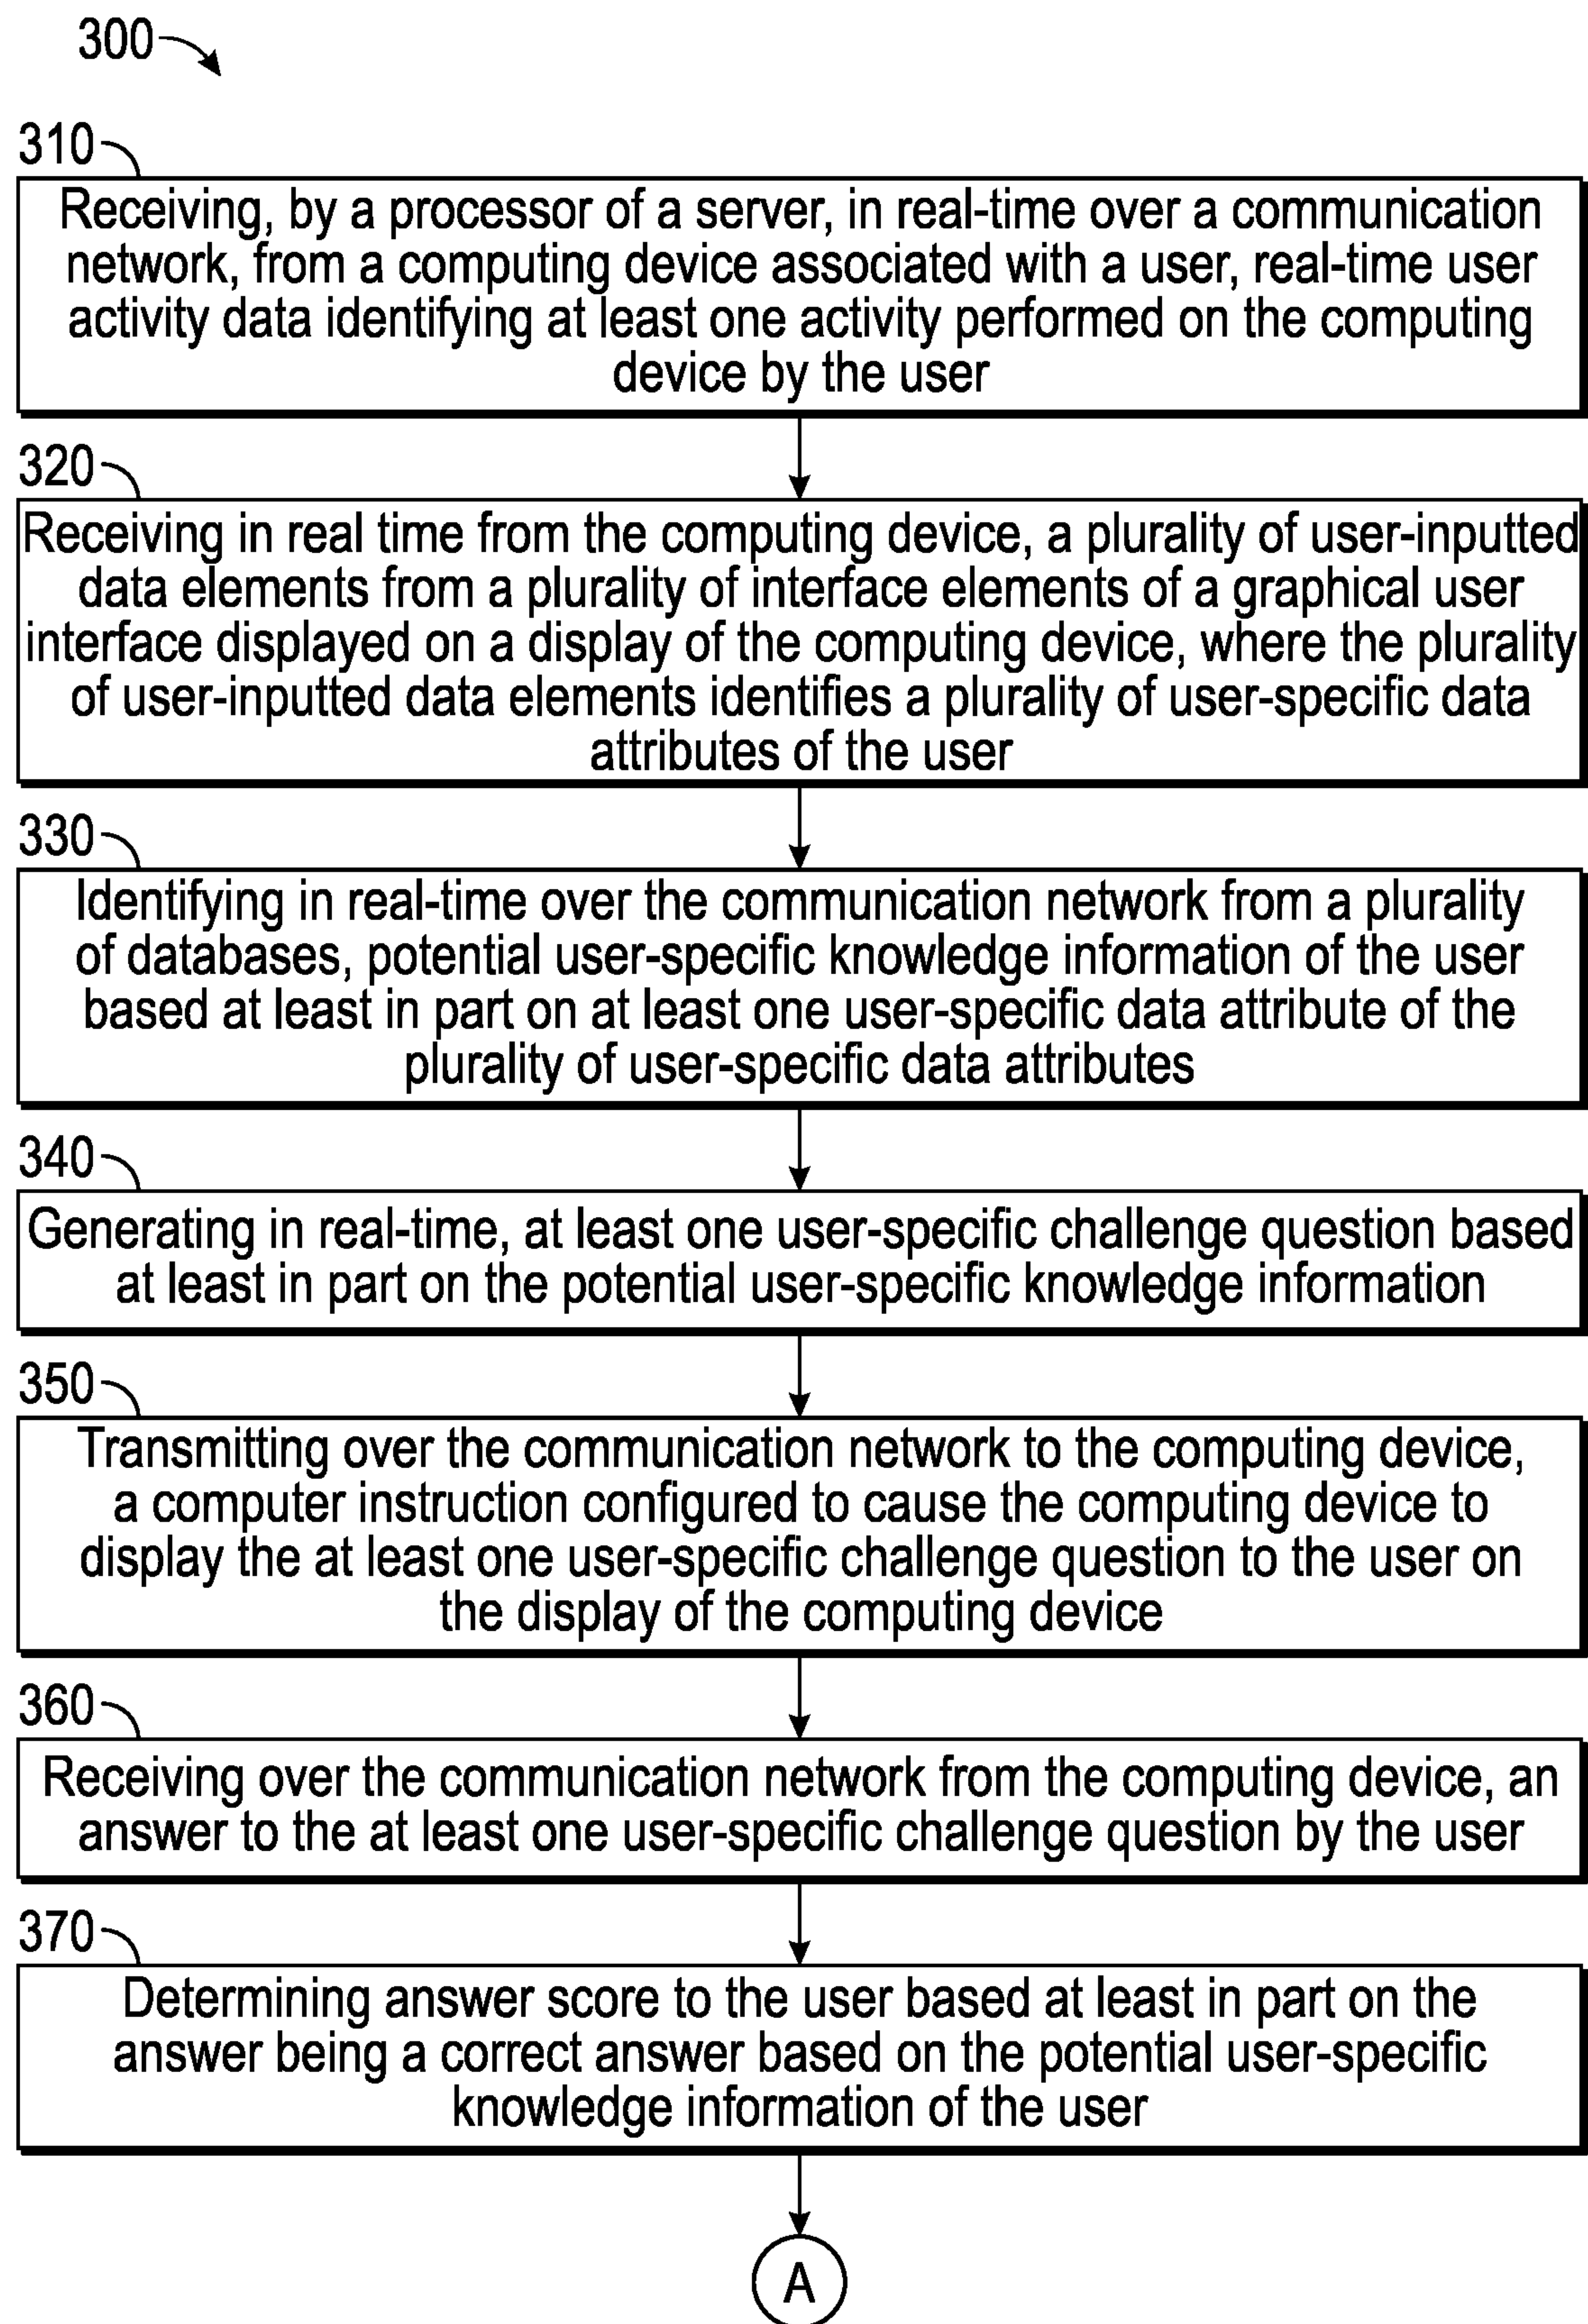 300
310
Receiving, by a processor of a server, in real-time over a communication
network, from a computing device associated with a user, real-time user
activity data identifying at least one activity performed on the computing
device by the user
320
Receiving in real time from the computing device, a plurality of user-inputted
data elements from a plurality of interface elements of a graphical user
interface displayed on a display of the computing device, where the plurality
of user-inputted data elements identifies a plurality of user-specific data
attributes of the user
330
Identifying in real-time over the communication network from a plurality
of databases, potential user-specific knowledge information of the user
based at least in part on at least one user-specific data attribute of the
plurality of user-specific data attributes
340
Generating in real-time, at least one user-specific challenge question based
at least in part on the potential user-specific knowledge information
350
Transmitting over the communication network to the computing device,
a computer instruction configured to cause the computing device to
display the at least one user-specific challenge question to the user on
the display of the computing device
360
Receiving over the communication network from the computing device, an
answer to the at least one user-specific challenge question by the user
370
Determining answer score to the user based at least in part on the
answer being a correct answer based on the potential user-specific
knowledge information of the user
A